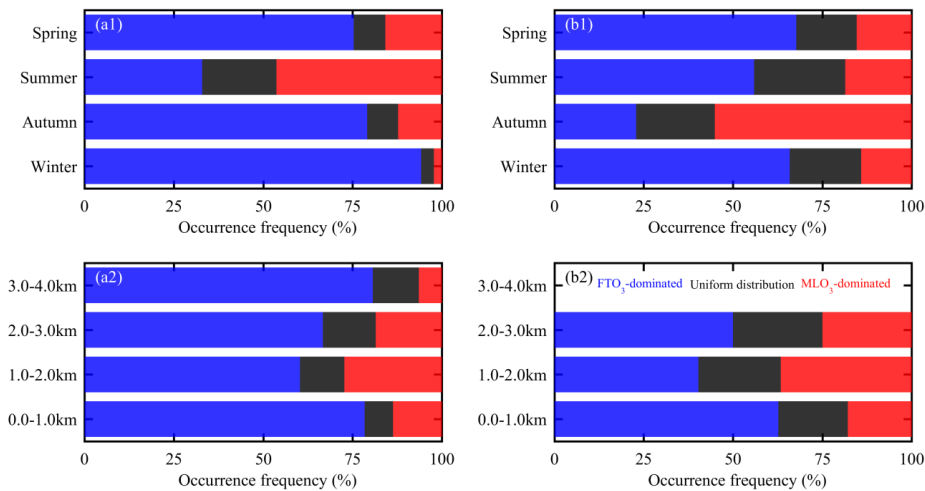 (a1)
Spring
Summer
Autumn
Winter
0 25 50 75 100
Occurrence frequency (%)
(b1)
Spring
Summer
Autumn
Winter
0 25 50 75 100
Occurrence frequency (%)
(a2)
3.0-4.0km
2.0-3.0km
1.0-2.0km
0.0-1.0km
0 25 50 75 100
Occurrence frequency (%)
(b2) FTO₃-dominated Uniform distribution MLO₃-dominated
3.0-4.0km
2.0-3.0km
1.0-2.0km
0.0-1.0km
0 25 50 75 100
Occurrence frequency (%)